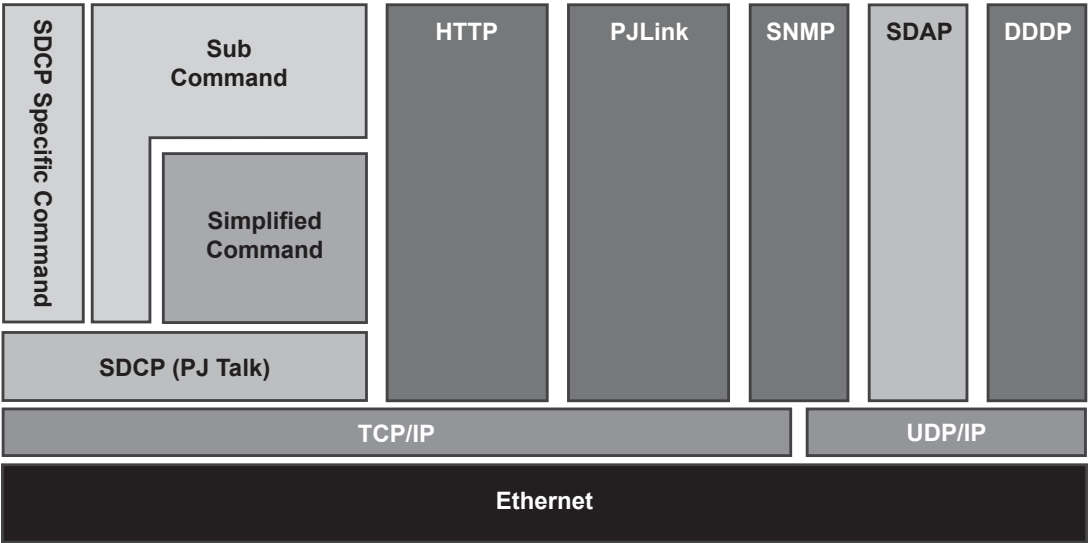 SDCP Specific Command
Sub
Command
Simplified
Command
SDCP (PJ Talk)
HTTP
PJLink
SNMP
SDAP
DDDP
TCP/IP
UDP/IP
Ethernet